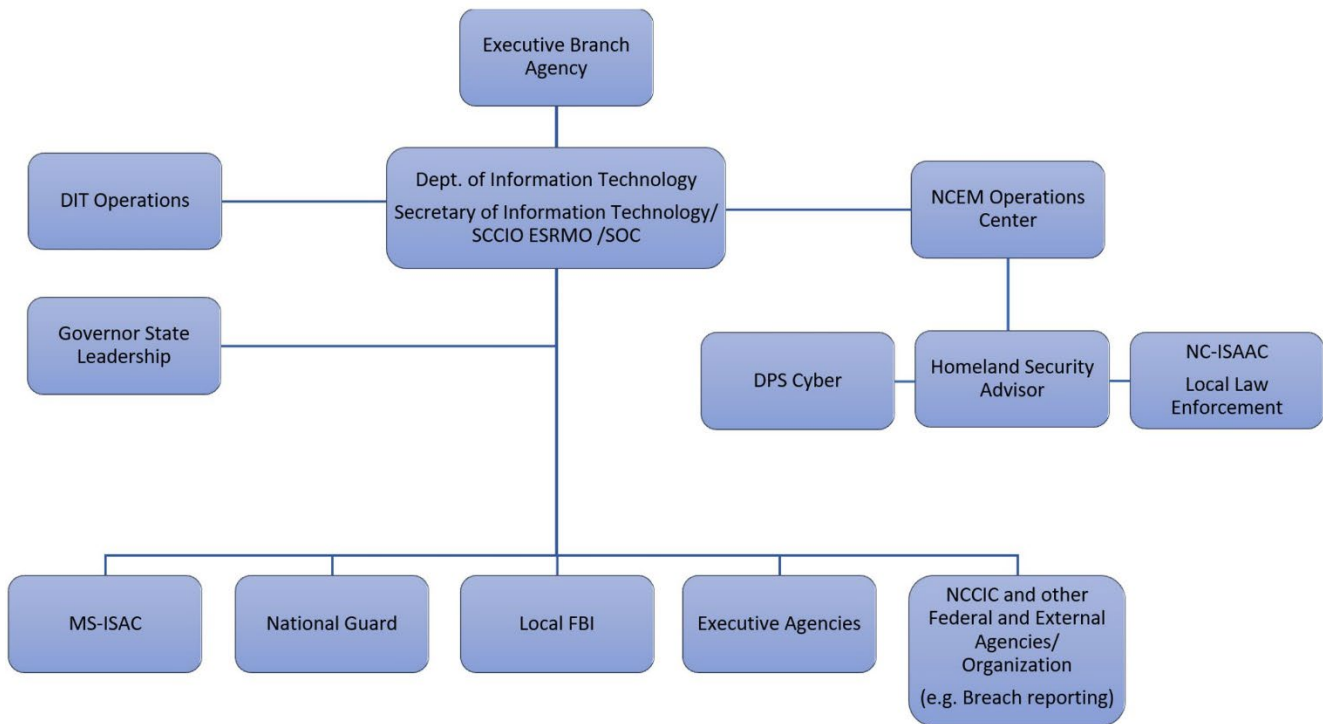 Executive Branch
Agency
DIT Operations
Dept. of Information Technology
Secretary of Information Technology/
SCCIO ESRMO /SOC
NCEM Operations
Center
Governor State
Leadership
DPS Cyber
Homeland Security
Advisor
NC-ISAAC
Local Law
Enforcement
MS-ISAC
National Guard
Local FBI
Executive Agencies
NCCIC and other
Federal and External
Agencies/
Organization
(e.g. Breach reporting)